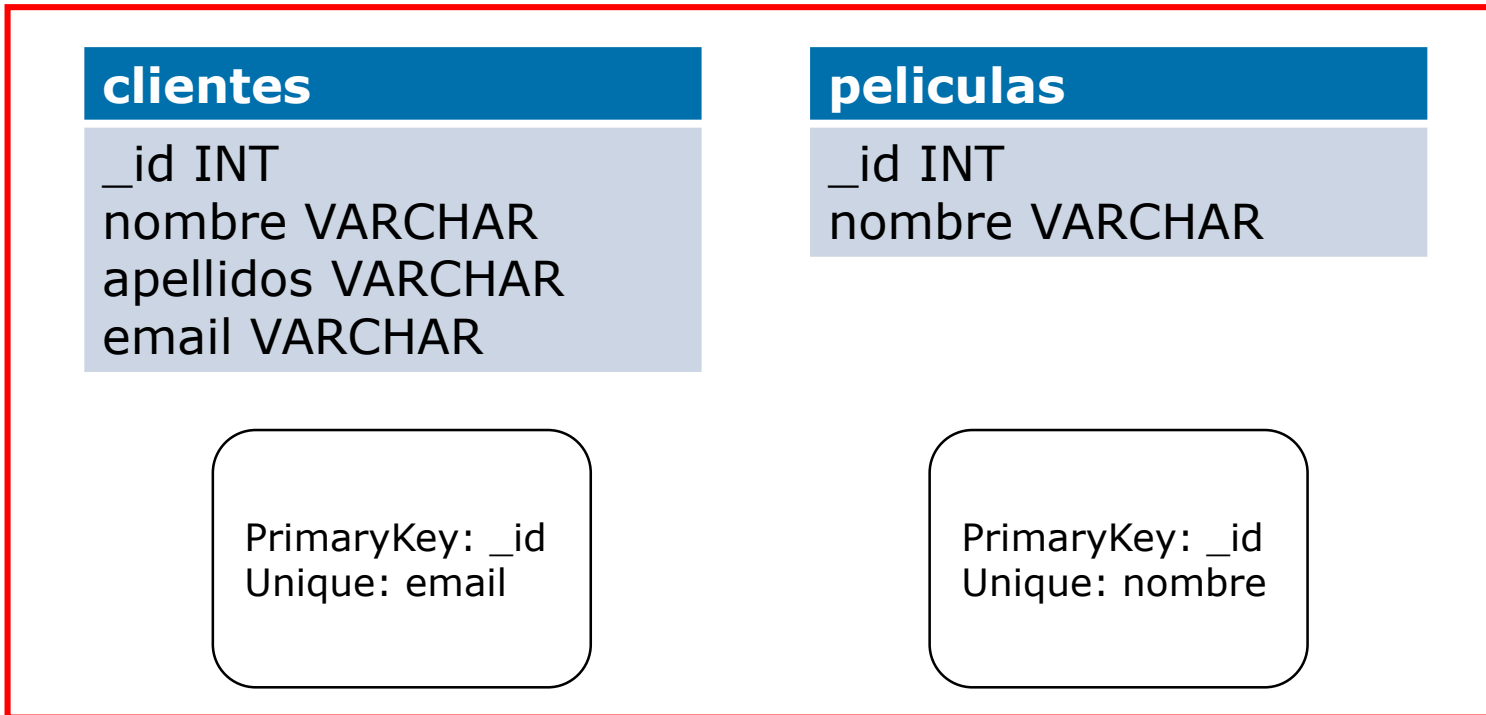 clientes
_id INT
nombre VARCHAR
apellidos VARCHAR
email VARCHAR
PrimaryKey: _id
Unique: email
peliculas
_id INT
nombre VARCHAR
PrimaryKey: _id
Unique: nombre